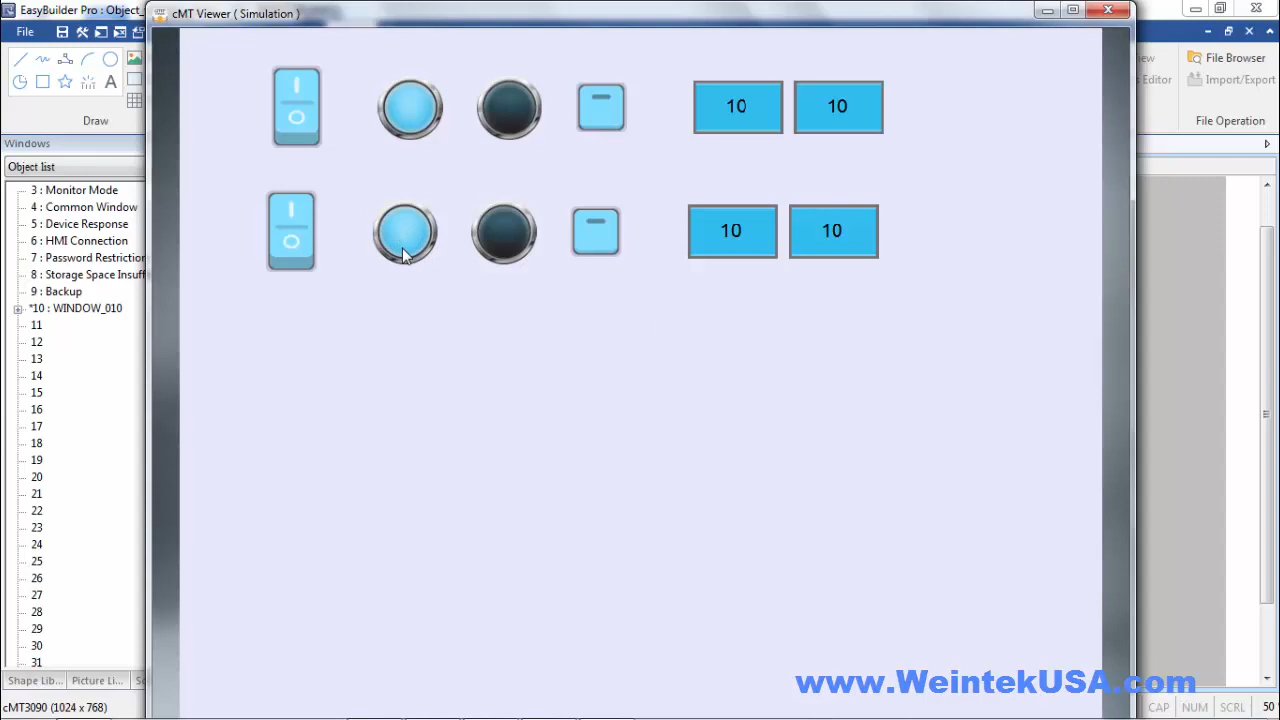 EasyBuilder Pro : Object_
cMT Viewer ( Simulation )
File
Draw
Windows
Object list
3 : Monitor Mode
4 : Common Window
5 : Device Response
6 : HMI Connection
7 : Password Restriction
8 : Storage Space Insuff
9 : Backup
*10 : WINDOW_010
11
12
13
14
15
16
17
18
19
20
21
22
23
24
25
26
27
28
29
30
31
Shape Lib... Picture Li...
cMT3090 (1024 x 768)
10 10
10 10
File Browser
Editor Import/Export
File Operation
www.WeintekUSA.com
CAP NUM SCRL 50